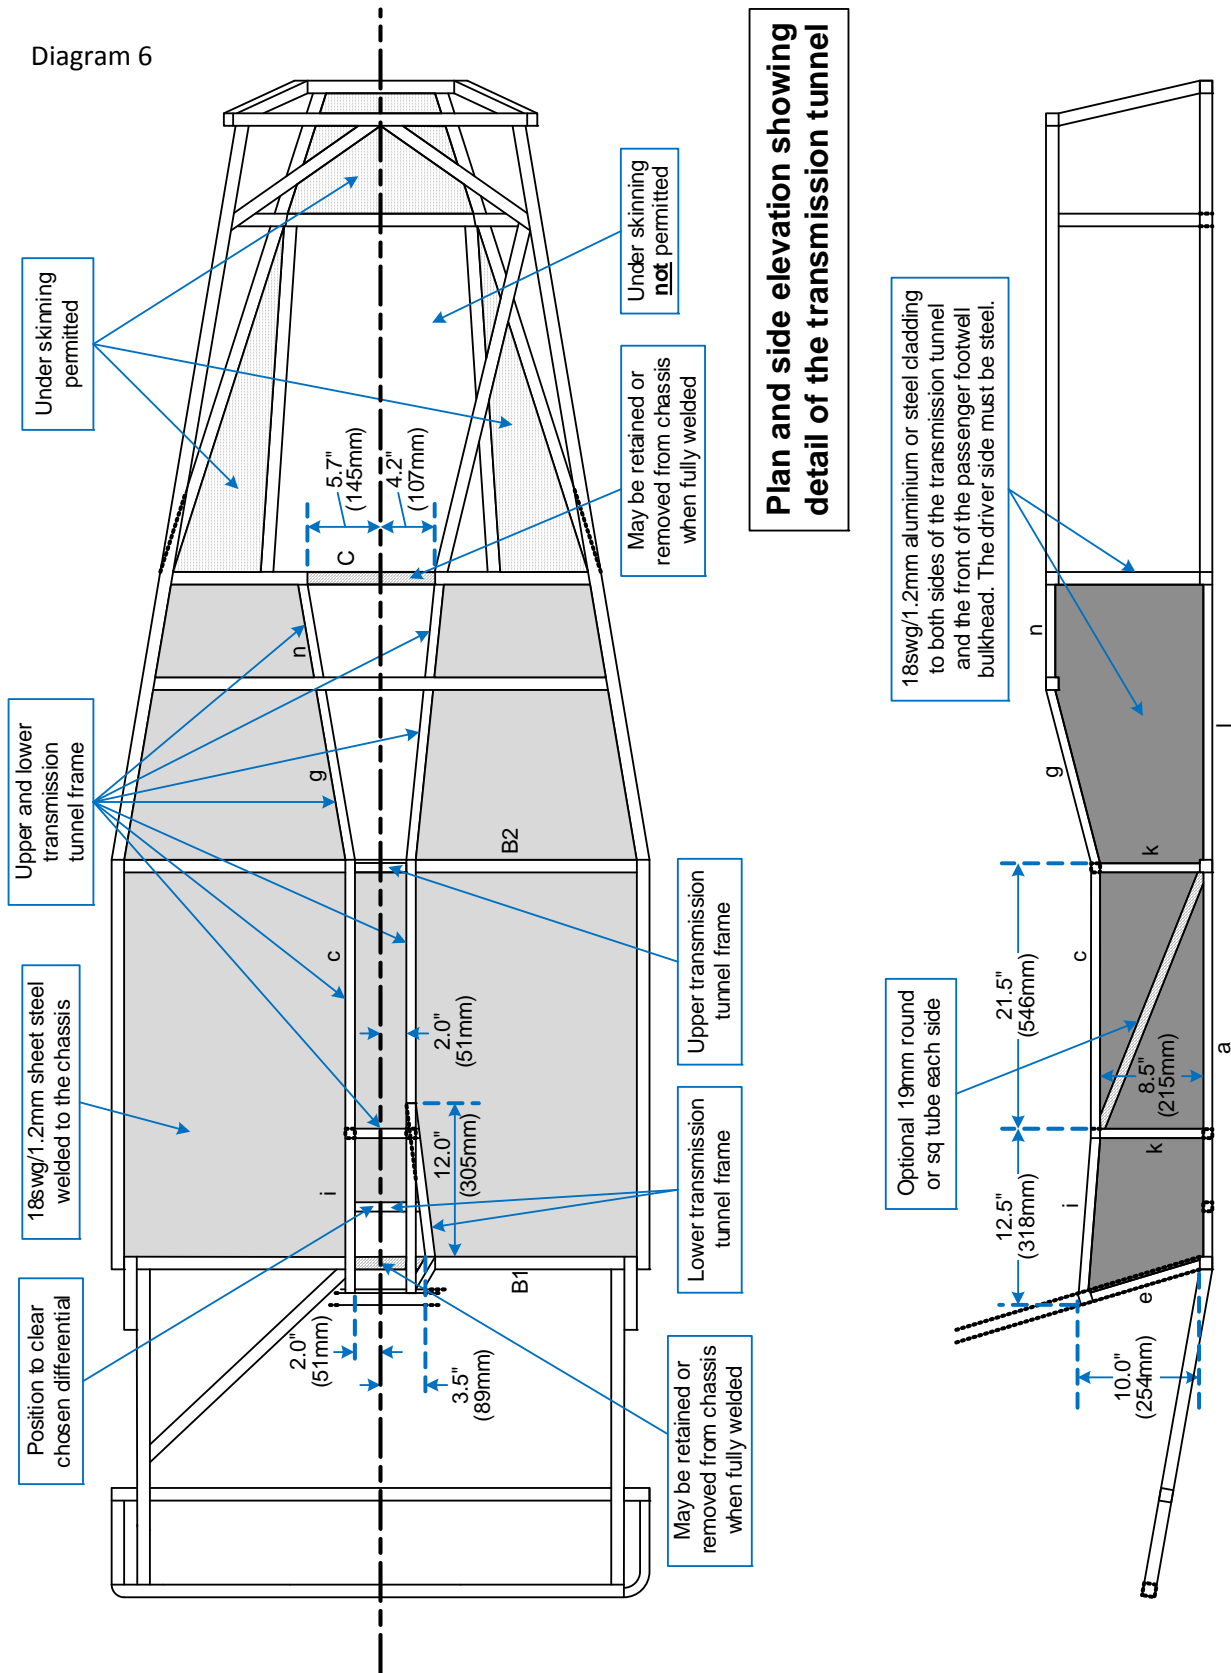 Diagram 6
Under skinning
permitted
Under skinning
not permitted
May be retained or
removed from chassis
when fully welded
5.7"
(145mm)
4.2"
(107mm)
C
n
g
B2
c
i
B1
Upper and lower
transmission
tunnel frame
18swg/1.2mm sheet steel
welded to the chassis
Position to clear
chosen differential
2.0"
(51mm)
12.0"
(305mm)
2.0"
(51mm)
3.5"
(89mm)
Upper transmission
tunnel frame
Lower transmission
tunnel frame
May be retained or
removed from chassis
when fully welded
Plan and side elevation showing
detail of the transmission tunnel
18swg/1.2mm aluminium or steel cladding
to both sides of the transmission tunnel
and the front of the passenger footwell
bulkhead. The driver side must be steel.
Optional 19mm round
or sq tube each side
n
g
l
k
c
a
k
i
e
21.5"
(546mm)
8.5"
(215mm)
12.5"
(318mm)
10.0"
(254mm)